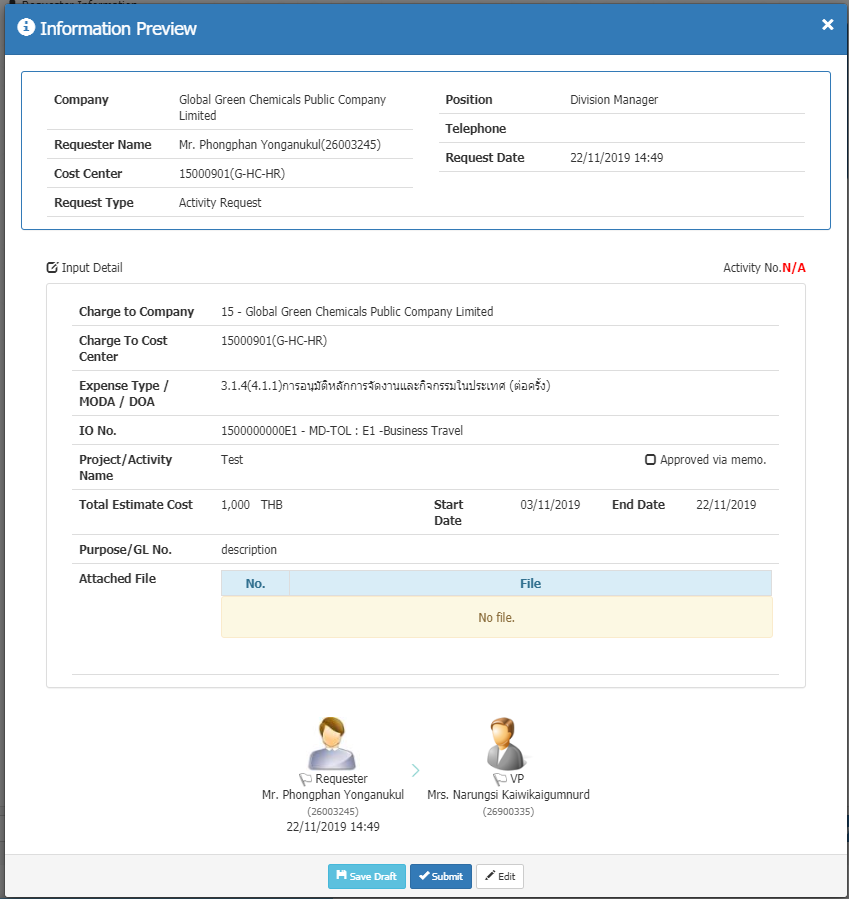 Information Preview
Company Global Green Chemicals Public Company
Limited
Requester Name Mr. Phongphan Yonganukul(26003245)
Cost Center 15000901(G-HC-HR)
Request Type Activity Request
Position Division Manager
Telephone
Request Date 22/11/2019 14:49
Input Detail
Activity No.N/A
Charge to Company 15 - Global Green Chemicals Public Company Limited
Charge To Cost 15000901(G-HC-HR)
Center
Expense Type / 3.1.4(4.1.1)การอนุมัติหลักการจัดงานและกิจกรรมในประเทศ (ต่อครั้ง)
MODA / DOA
IO No. 1500000000E1 - MD-TOL : E1 -Business Travel
Project/Activity Test Approved via memo.
Name
Total Estimate Cost 1,000 THB Start 03/11/2019 End Date 22/11/2019
Date
Purpose/GL No. description
Attached File No. File
No file.
Requester
Mr. Phongphan Yonganukul
(26003245)
22/11/2019 14:49
VP
Mrs. Narungsi Kaiwikaigumnurd
(26900335)
Save Draft Submit Edit